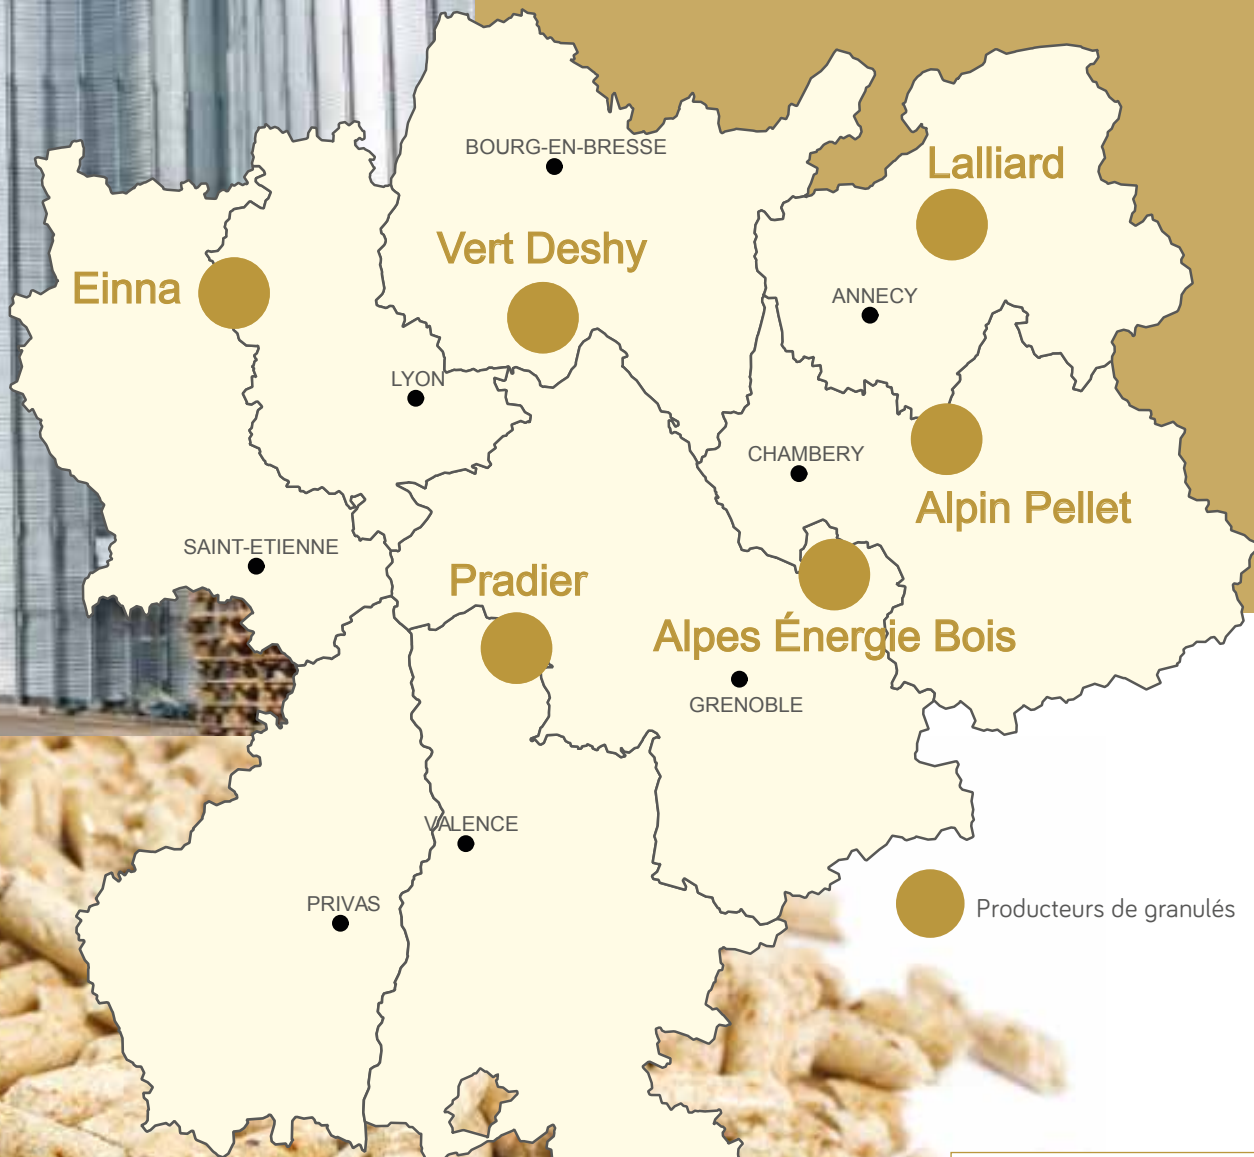 BOURG-EN-BRESSE
Lalliard
Vert Deshy
Einna
ANNECY
LYON
CHAMBERY
Alpin Pellet
SAINT-ETIENNE
Pradier
Alpes Énergie Bois
GRENOBLE
VALENCE
PRIVAS
Producteurs de granulés